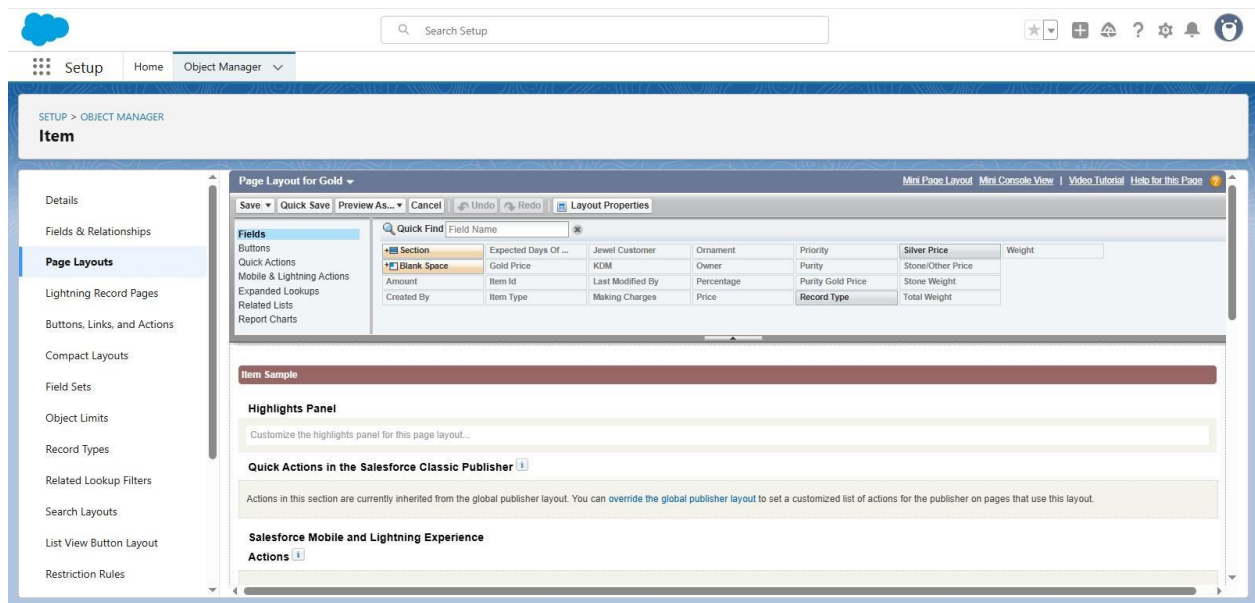 Search Setup
Setup Home Object Manager
SETUP > OBJECT MANAGER
Item
Details
Fields & Relationships
Page Layouts
Lightning Record Pages
Buttons, Links, and Actions
Compact Layouts
Field Sets
Object Limits
Record Types
Related Lookup Filters
Search Layouts
List View Button Layout
Restriction Rules
Page Layout for Gold
Mini Page Layout Mini Console View | Video Tutorial Help for this Page
Save Quick Save Preview As... Cancel Undo Redo Layout Properties
Fields
Buttons
Quick Actions
Mobile & Lightning Actions
Expanded Lookups
Related Lists
Report Charts
Quick Find Field Name
Section Expected Days Of ... Jewel Customer Ornament Priority Silver Price Weight
Blank Space Gold Price KDM Owner Purity Stone/Other Price
Amount Item Id Last Modified By Percentage Purity Gold Price Stone Weight
Created By Item Type Making Charges Price Record Type Total Weight
Item Sample
Highlights Panel
Customize the highlights panel for this page layout...
Quick Actions in the Salesforce Classic Publisher
Actions in this section are currently inherited from the global publisher layout. You can override the global publisher layout to set a customized list of actions for the publisher on pages that use this layout.
Salesforce Mobile and Lightning Experience
Actions